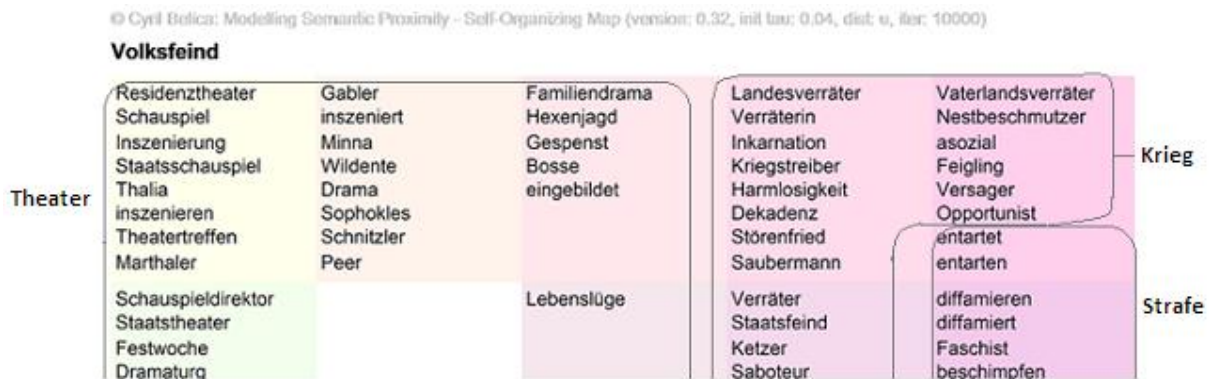 © Cyril Belica: Modelling Semantic Proximity - Self-Organizing Map (version: 0.32, init tau: 0.04, dist: u, iter: 10000)
Volksfeind
Residenztheater Gabler Familiendrama Landesverräter Vaterlandsverräter
Schauspiel inszeniert Hexenjagd Verräterin Nestbeschmutzer
Inszenierung Minna Gespenst Inkarnation asozial Krieg
Staatsschauspiel Wildente Bosse Kriegstreiber Feigling
Theater Thalia Drama eingebildet Harmlosigkeit Versager
inszenieren Sophokles Dekadenz Opportunist
Theatertreffen Schnitzler Störenfried entartet
Marthaler Peer Saubermann entarten
Schauspieldirektor Lebenslüge Verräter diffamieren Strafe
Staatstheater Staatsfeind diffamiert
Festwoche Ketzer Faschist
Dramaturg Saboteur beschimpfen